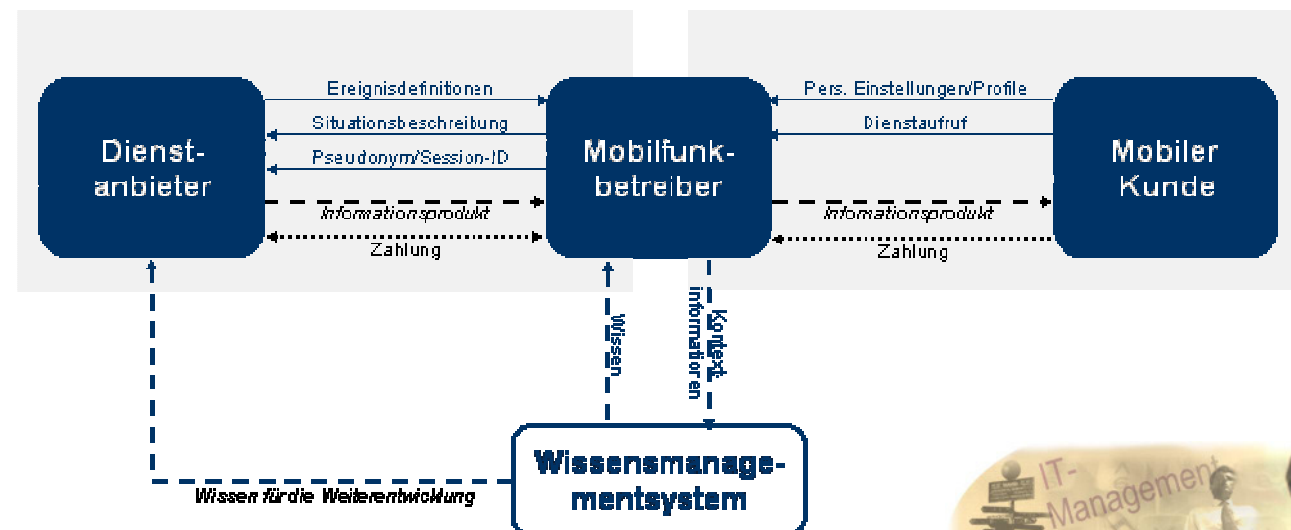 Ereignisdefinitionen
Situationsbeschreibung
Pseudonym/Session-ID
Informationsprodukt
Zahlung
Pers. Einstellungen/Profile
Dienstaufruf
Informationsprodukt
Zahlung
Dienst-
anbieter
Mobilfunk-
betreiber
Mobiler
Kunde
Wissen
Kontext-
informationen
Wissensmanage-
mentsystem
Wissen für die Weiterentwicklung
IT-
Management